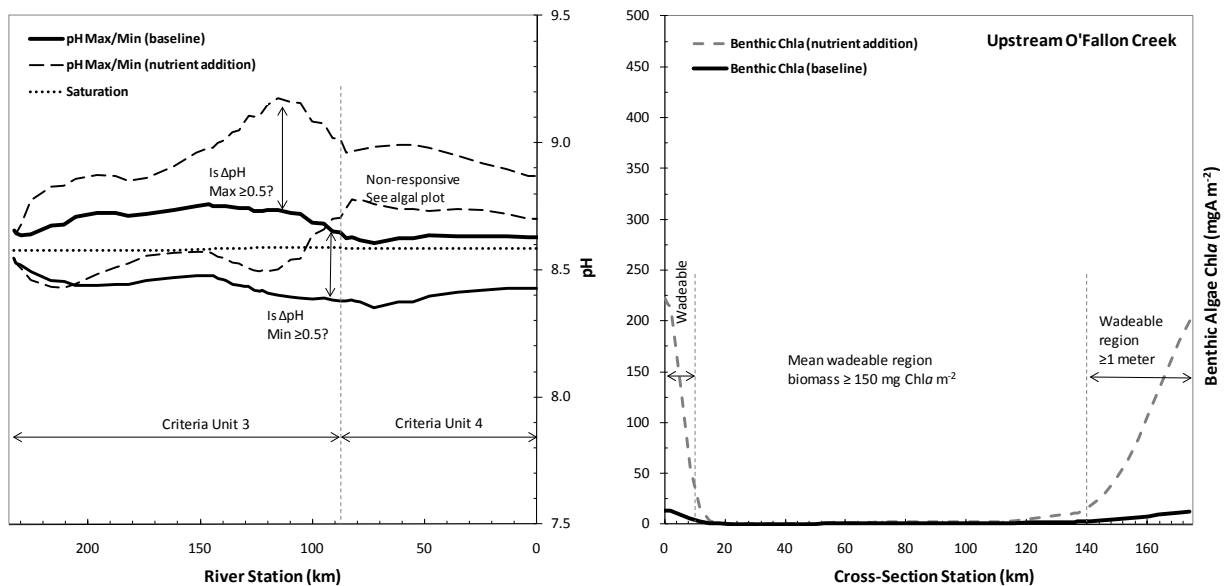 pH Max/Min (baseline)
pH Max/Min (nutrient addition)
Saturation
Is ΔpH
Max ≥0.5?
Non-responsive
See algal plot
Is ΔpH
Min ≥0.5?
Criteria Unit 3
Criteria Unit 4
9.5
9.0
8.5
8.0
7.5
pH
200
150
100
50
0
River Station (km)
500
450
400
350
300
250
200
150
100
50
0
Benthic Chla (nutrient addition)
Benthic Chla (baseline)
Upstream O'Fallon Creek
Wadeable
Mean wadeable region
biomass ≥ 150 mg Chla m-2
Wadeable
region
≥1 meter
0
20
40
60
80
100
120
140
160
Cross-Section Station (km)
Benthic Algae Chla (mgA m-2)